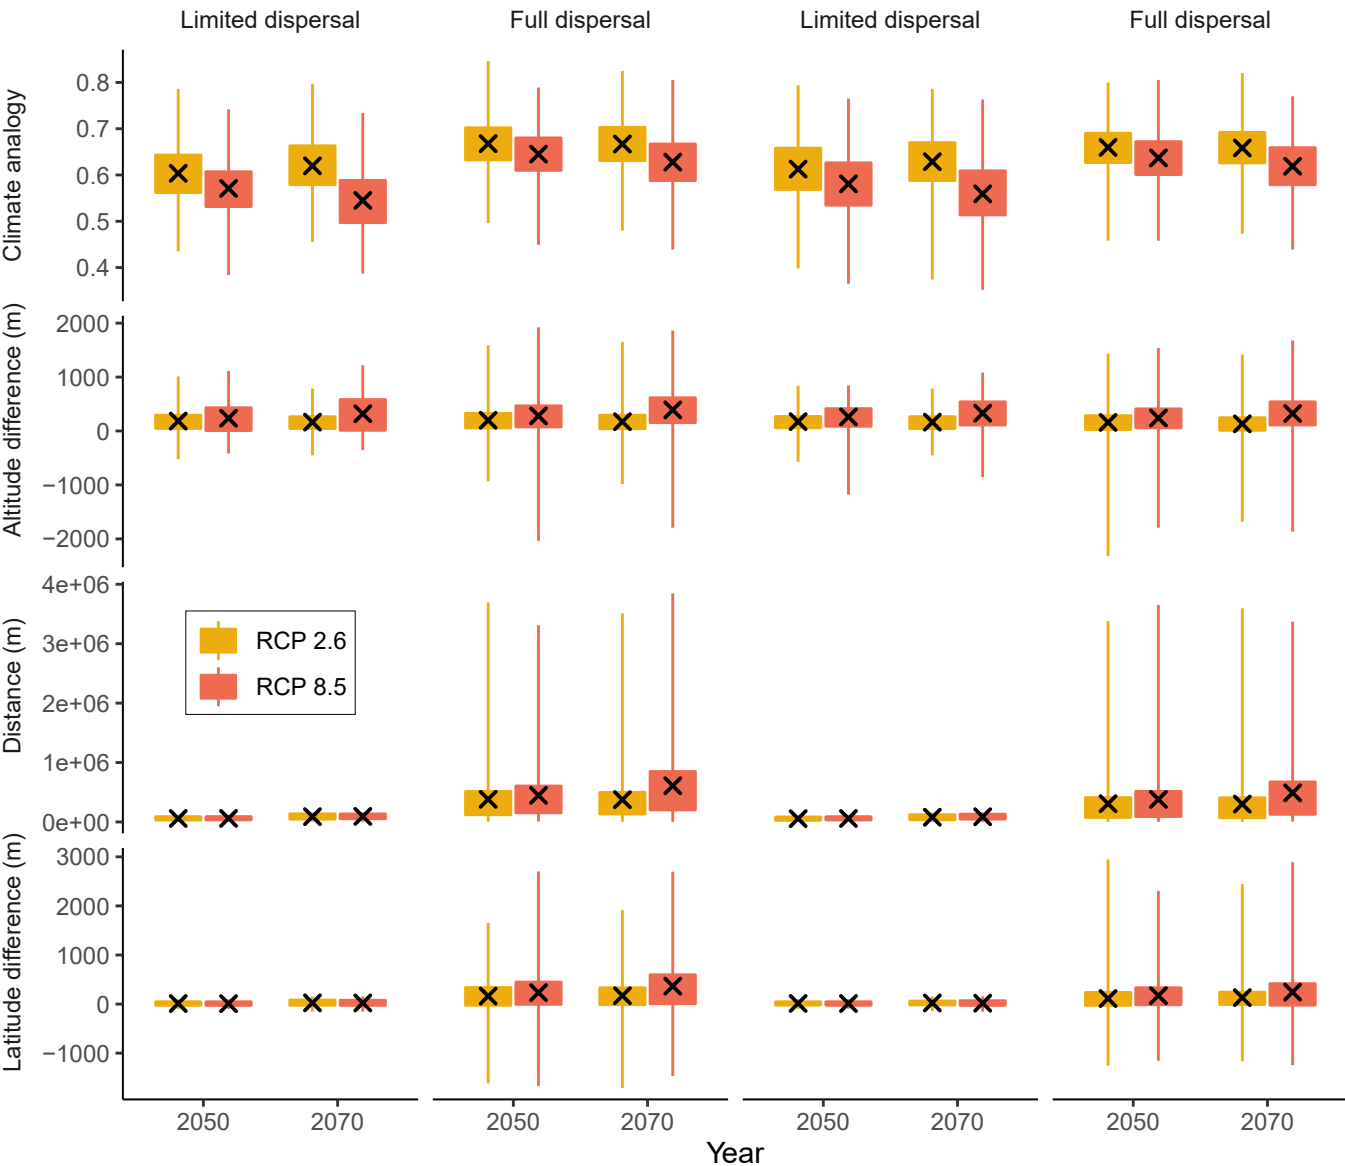 Limited dispersal Full dispersal Limited dispersal Full dispersal
Climate analogy
0.8
0.7
0.6
0.5
0.4
Altitude difference (m)
2000
1000
0
−1000
−2000
Distance (m)
4e+06
3e+06
2e+06
1e+06
0e+00
RCP 2.6
RCP 8.5
Latitude difference (m)
3000
2000
1000
0
−1000
2050 2070 2050 2070 2050 2070 2050 2070
Year